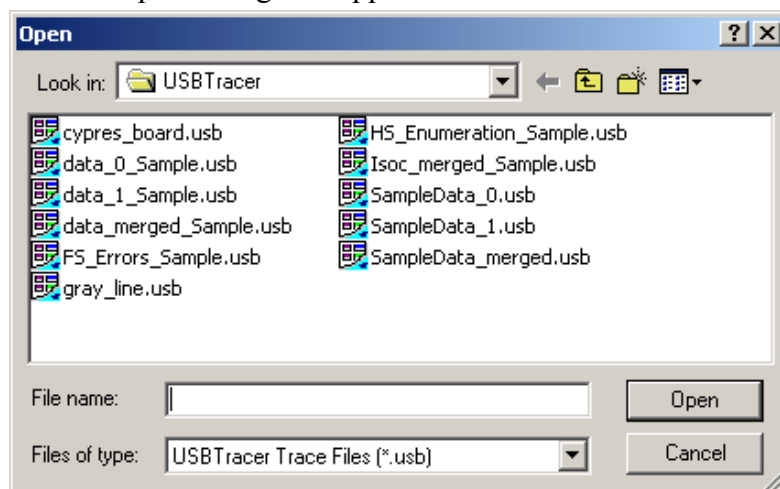 Open
Look in: USBTracer
cypres_board.usb
data_0_Sample.usb
data_1_Sample.usb
data_merged_Sample.usb
FS_Errors_Sample.usb
gray_line.usb
HS_Enumeration_Sample.usb
Isoc_merged_Sample.usb
SampleData_0.usb
SampleData_1.usb
SampleData_merged.usb
File name:
Open
Files of type: USBTracer Trace Files (*.usb)
Cancel